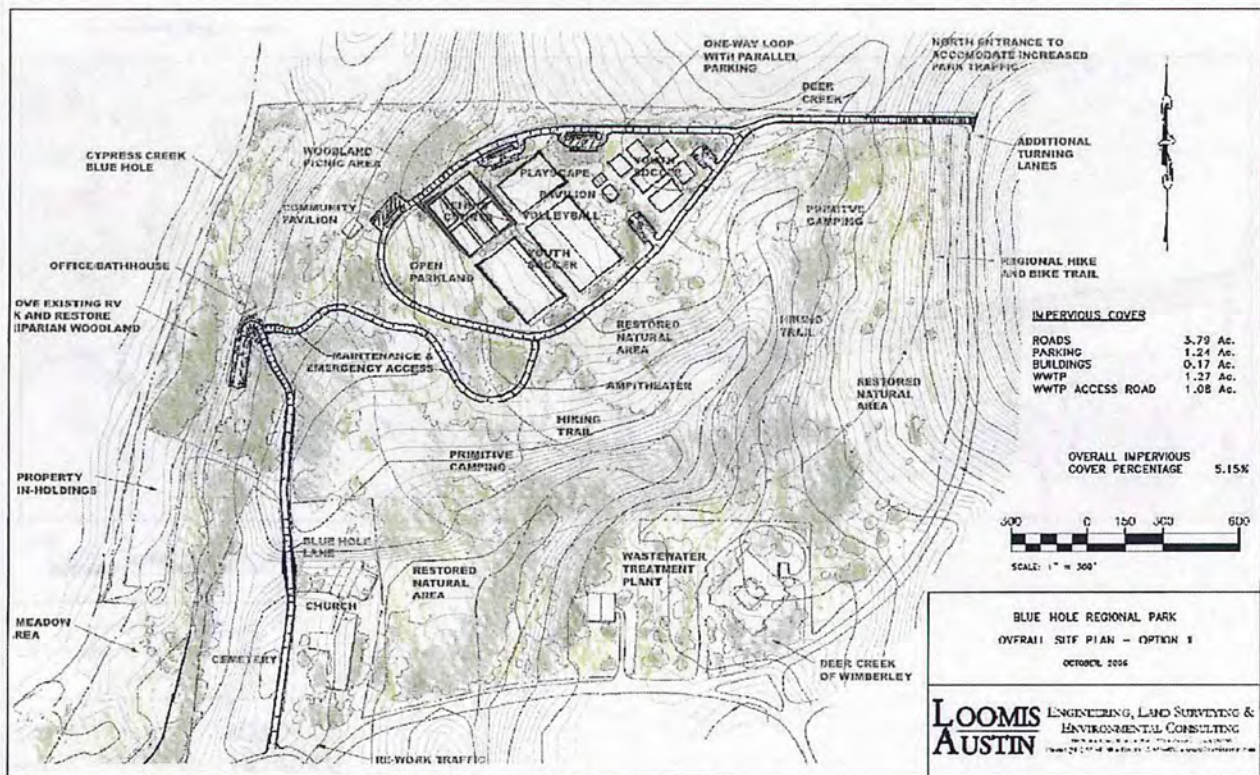 ONE-WAY LOOP
WITH PARALLEL
PARKING
NORTH ENTRANCE TO
ACCOMODATE INCREASED
PARK TRAFFIC
DEER
CREEK
ADDITIONAL
TURNING
LANES
CYPRESS CREEK
BLUE HOLE
WOODLAND
PICNIC AREA
PLAYSCAPE
YOUTH
SOCCER
PAVILION
VOLLEYBALL
COMMUNITY
PAVILION
PRIMITVE
CAMPING
OFFICE/BATHHOUSE
OPEN
PARKLAND
YOUTH
SOCCER
REGIONAL HIKE
AND BIKE TRAIL
OVE EXISTING RV
K AND RESTORE
IPARIAN WOODLAND
RESTORED
NATURAL
AREA
HIKING
TRAIL
MAINTENANCE &
EMERGENCY ACCESS
AMPITHEATER
RESTORED
NATURAL
AREA
HIKING
TRAIL
PRIMITIVE
CAMPING
PROPERTY
IN-HOLDINGS
BLUE HOLE
LANE
RESTORED
NATURAL
AREA
WASTEWATER
TREATMENT
PLANT
CHURCH
MEADOW
REA
CEMETERY
DEER CREEK
OF WIMBERLEY
RE-WORK TRAFFIC
IMPERVIOUS COVER
ROADS 3.79 Ac.
PARKING 1.24 Ac.
BUILDINGS 0.17 Ac.
WWTP 1.27 Ac.
WWTP ACCESS ROAD 1.08 Ac.
OVERALL IMPERVIOUS
COVER PERCENTAGE 5.15%
300 0 150 300 600
SCALE: 1" = 300'
BLUE HOLE REGIONAL PARK
OVERALL SITE PLAN - OPTION 1
OCTOBER, 2006
LOOMIS
AUSTIN
ENGINEERING, LAND SURVEYING &
ENVIRONMENTAL CONSULTING